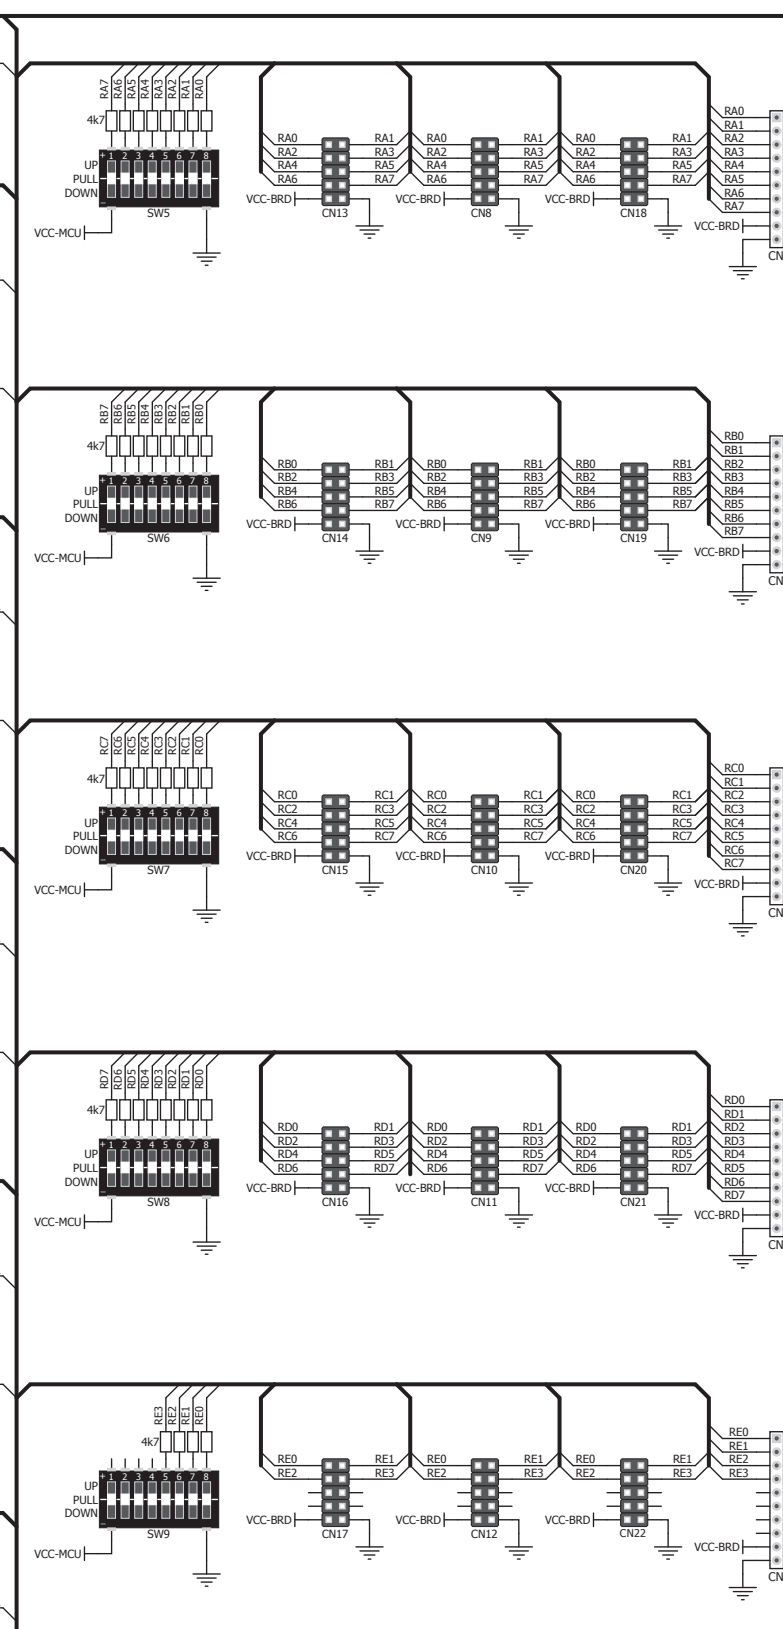 RA7 RA6 RA5 RA4 RA3 RA2 RA1 RA0
4k7
+ 1 2 3 4 5 6 7 8
UP
PULL
DOWN
_
SW5
VCC-MCU
RA0 RA1 RA0 RA1 RA0 RA1
RA2 RA3 RA2 RA3 RA2 RA3
RA4 RA5 RA4 RA5 RA4 RA5
RA6 RA7 RA6 RA7 RA6 RA7
VCC-BRD VCC-BRD VCC-BRD
CN13 CN8 CN18
RA0
RA1
RA2
RA3
RA4
RA5
RA6
RA7
VCC-BRD
CN
RB7 RB6 RB5 RB4 RB3 RB2 RB1 RB0
4k7
+ 1 2 3 4 5 6 7 8
UP
PULL
DOWN
_
SW6
VCC-MCU
RB0 RB1 RB0 RB1 RB0 RB1
RB2 RB3 RB2 RB3 RB2 RB3
RB4 RB5 RB4 RB5 RB4 RB5
RB6 RB7 RB6 RB7 RB6 RB7
VCC-BRD VCC-BRD VCC-BRD
CN14 CN9 CN19
RB0
RB1
RB2
RB3
RB4
RB5
RB6
RB7
VCC-BRD
CN
RC7 RC6 RC5 RC4 RC3 RC2 RC1 RC0
4k7
+ 1 2 3 4 5 6 7 8
UP
PULL
DOWN
_
SW7
VCC-MCU
RC0 RC1 RC0 RC1 RC0 RC1
RC2 RC3 RC2 RC3 RC2 RC3
RC4 RC5 RC4 RC5 RC4 RC5
RC6 RC7 RC6 RC7 RC6 RC7
VCC-BRD VCC-BRD VCC-BRD
CN15 CN10 CN20
RC0
RC1
RC2
RC3
RC4
RC5
RC6
RC7
VCC-BRD
CN
RD7 RD6 RD5 RD4 RD3 RD2 RD1 RD0
4k7
+ 1 2 3 4 5 6 7 8
UP
PULL
DOWN
_
SW8
VCC-MCU
RD0 RD1 RD0 RD1 RD0 RD1
RD2 RD3 RD2 RD3 RD2 RD3
RD4 RD5 RD4 RD5 RD4 RD5
RD6 RD7 RD6 RD7 RD6 RD7
VCC-BRD VCC-BRD VCC-BRD
CN16 CN11 CN21
RD0
RD1
RD2
RD3
RD4
RD5
RD6
RD7
VCC-BRD
CN
RE3 RE2 RE1 RE0
4k7
+ 1 2 3 4 5 6 7 8
UP
PULL
DOWN
_
SW9
VCC-MCU
RE0 RE1 RE0 RE1 RE0 RE1
RE2 RE3 RE2 RE3 RE2 RE3
VCC-BRD VCC-BRD VCC-BRD
CN17 CN12 CN22
RE0
RE1
RE2
RE3
VCC-BRD
CN